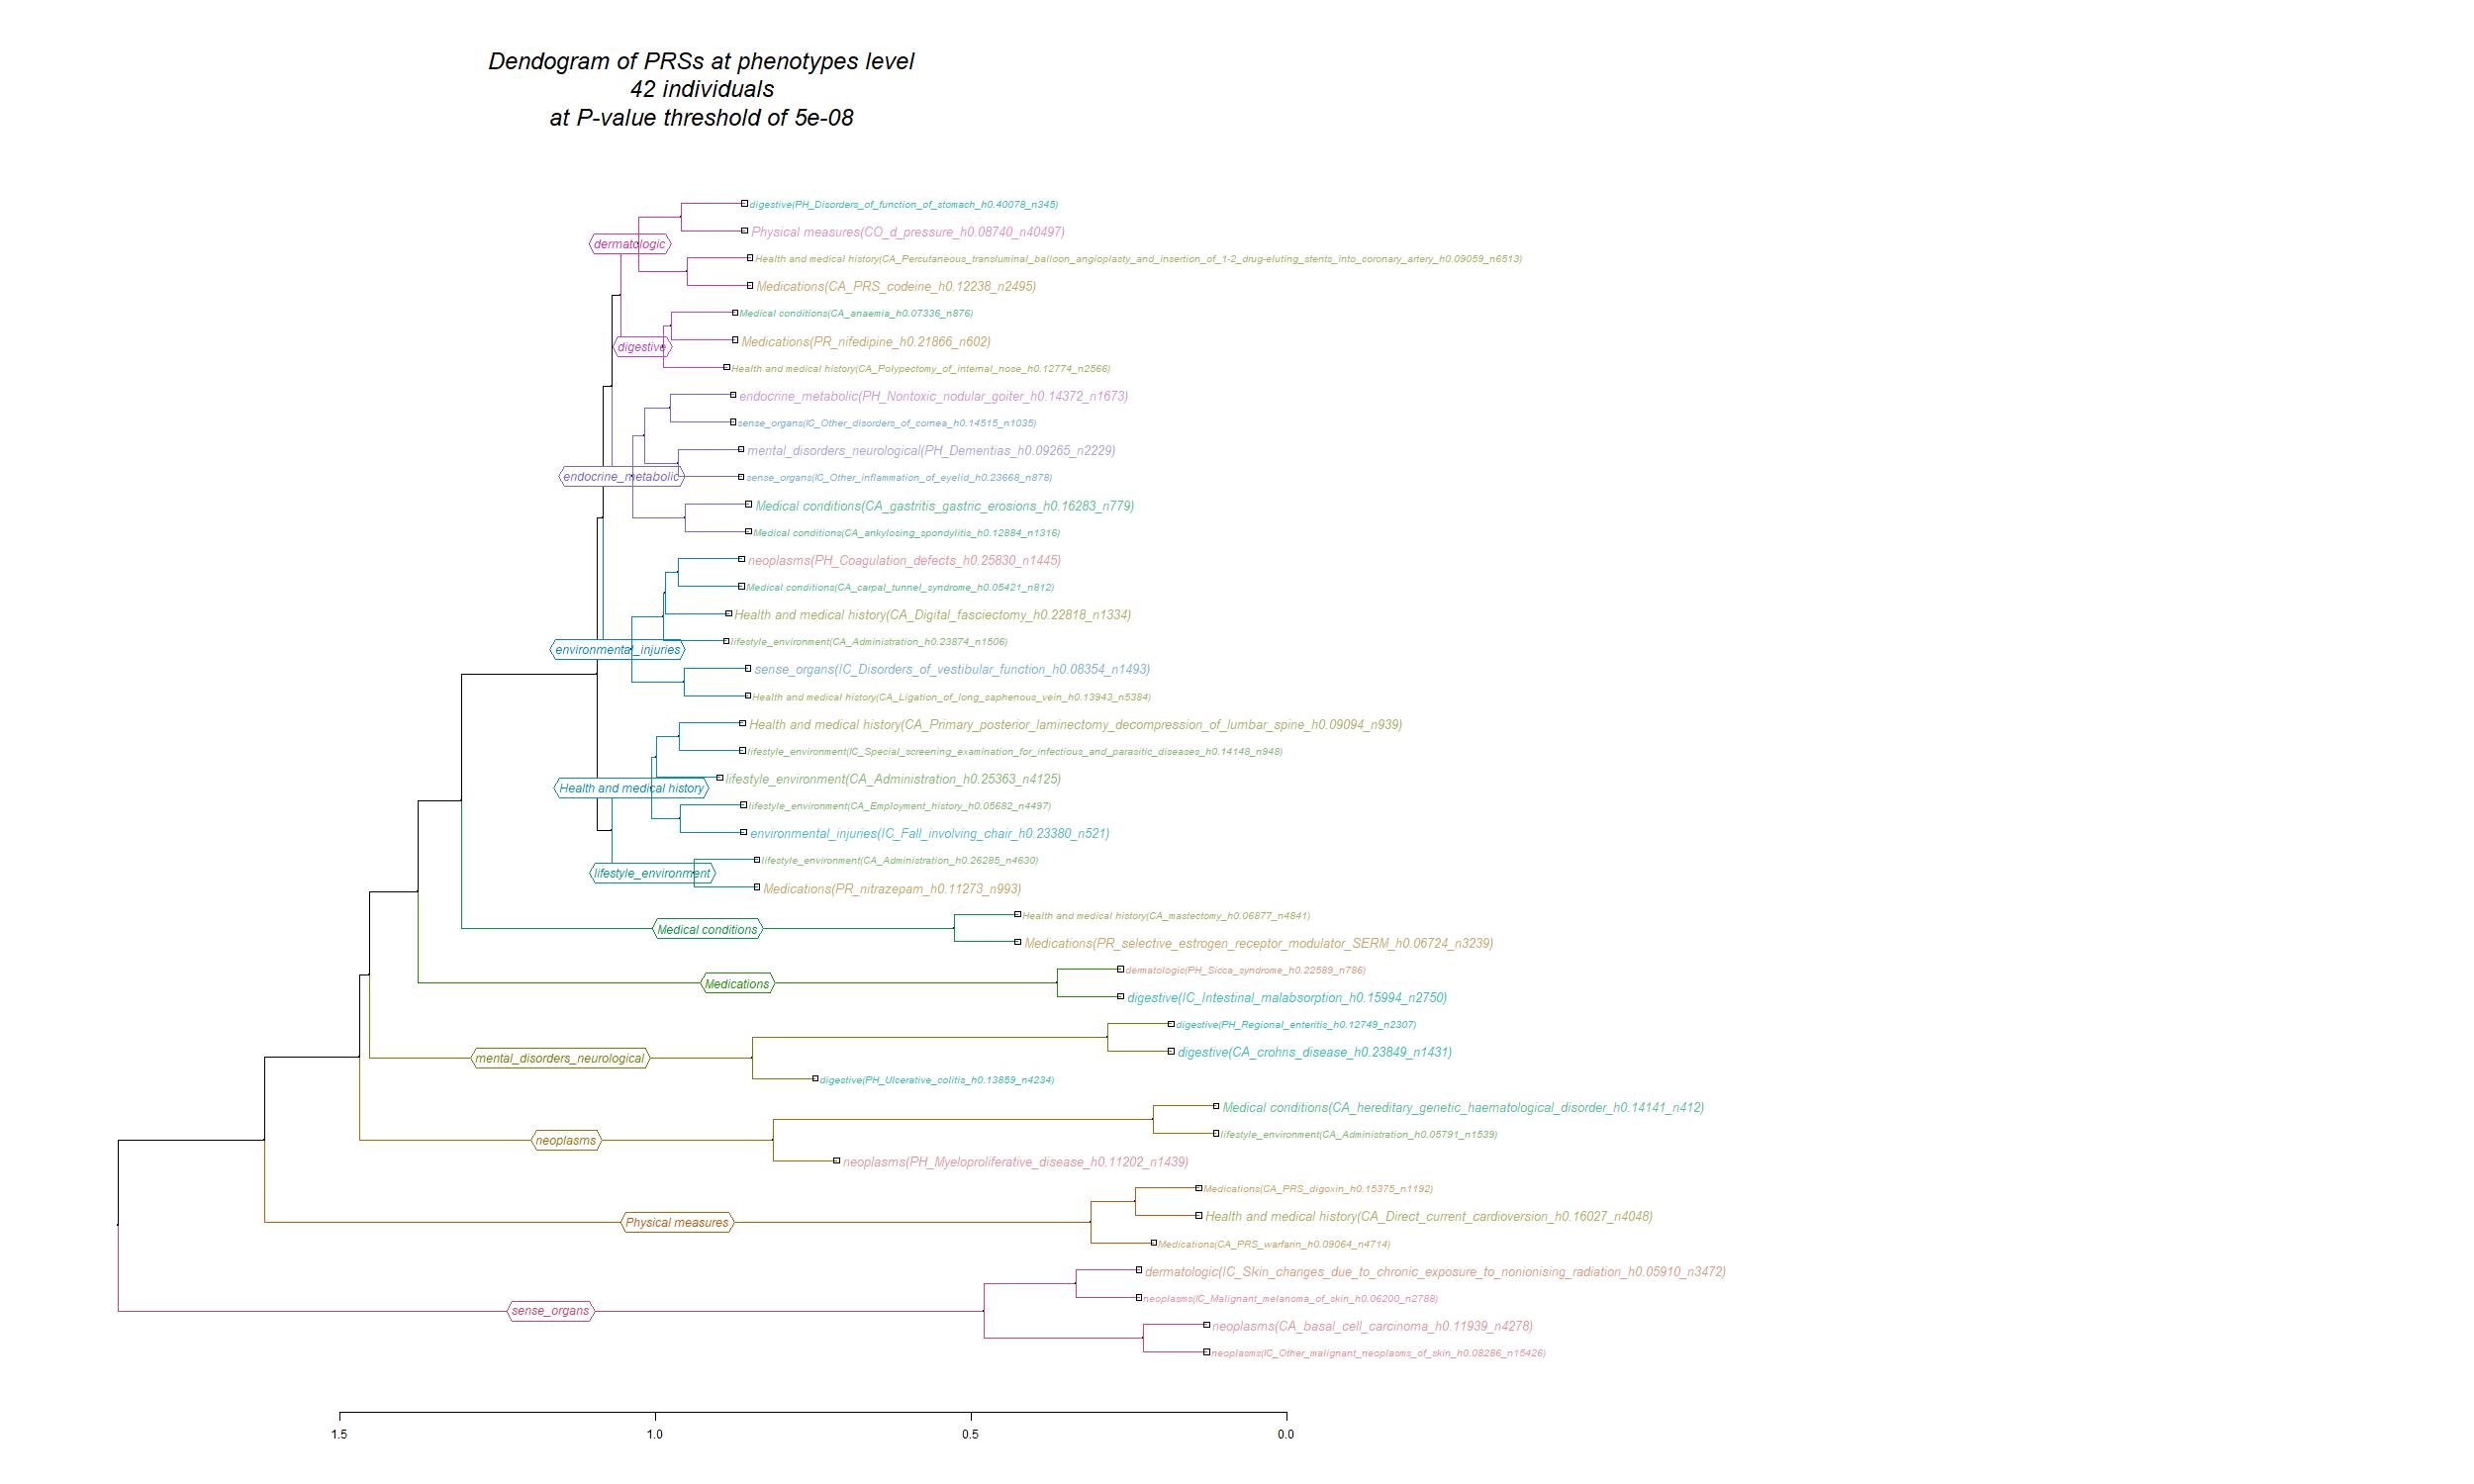 Dendogram of PRSs at phenotypes level
42 individuals
at P-value threshold of 5e-08
digestive(PH_Disorders_of_function_of_stomach_h0.40078_n345)
Physical measures(CO_d_pressure_h0.08740_n40497)
dermatologic
Health and medical history(CA_Percutaneous_transluminal_balloon_angioplasty_and_insertion_of_1-2_drug-eluting_stents_into_coronary_artery_h0.09059_n6513)
Medications(CA_PRS_codeine_h0.12238_n2495)
Medical conditions(CA_anaemia_h0.07336_n876)
Medications(PR_nifedipine_h0.21866_n602)
digestive
Health and medical history(CA_Polypectomy_of_internal_nose_h0.12774_n2566)
endocrine_metabolic(PH_Nontoxic_nodular_goiter_h0.14372_n1673)
sense_organs(IC_Other_disorders_of_cornea_h0.14515_n1035)
mental_disorders_neurological(PH_Dementias_h0.09265_n2229)
endocrine_metabolic
sense_organs(IC_Other_inflammation_of_eyelid_h0.23668_n878)
Medical conditions(CA_gastritis_gastric_erosions_h0.16283_n779)
Medical conditions(CA_ankylosing_spondylitis_h0.12884_n1316)
neoplasms(PH_Coagulation_defects_h0.25830_n1445)
Medical conditions(CA_carpal_tunnel_syndrome_h0.05421_n812)
Health and medical history(CA_Digital_fasciectomy_h0.22818_n1334)
lifestyle_environment(CA_Administration_h0.23874_n1506)
environmental_injuries
sense_organs(IC_Disorders_of_vestibular_function_h0.08354_n1493)
Health and medical history(CA_Ligation_of_long_saphenous_vein_h0.13943_n5384)
Health and medical history(CA_Primary_posterior_laminectomy_decompression_of_lumbar_spine_h0.09094_n939)
lifestyle_environment(IC_Special_screening_examination_for_infectious_and_parasitic_diseases_h0.14148_n948)
lifestyle_environment(CA_Administration_h0.25363_n4125)
Health and medical history
lifestyle_environment(CA_Employment_history_h0.05682_n4497)
environmental_injuries(IC_Fall_involving_chair_h0.23380_n521)
lifestyle_environment(CA_Administration_h0.26285_n4630)
lifestyle_environment
Medications(PR_nitrazepam_h0.11273_n993)
Health and medical history(CA_mastectomy_h0.06877_n4841)
Medical conditions
Medications(PR_selective_estrogen_receptor_modulator_SERM_h0.06724_n3239)
dermatologic(PH_Sicca_syndrome_h0.22589_n786)
Medications
digestive(IC_Intestinal_malabsorption_h0.15994_n2750)
digestive(PH_Regional_enteritis_h0.12749_n2307)
digestive(CA_crohns_disease_h0.23849_n1431)
mental_disorders_neurological
digestive(PH_Ulcerative_colitis_h0.13859_n4234)
Medical conditions(CA_hereditary_genetic_haematological_disorder_h0.14141_n412)
lifestyle_environment(CA_Administration_h0.05791_n1539)
neoplasms
neoplasms(PH_Myeloproliferative_disease_h0.11202_n1439)
Medications(CA_PRS_digoxin_h0.15375_n1192)
Health and medical history(CA_Direct_current_cardioversion_h0.16027_n4048)
Physical measures
Medications(CA_PRS_warfarin_h0.09064_n4714)
dermatologic(IC_Skin_changes_due_to_chronic_exposure_to_nonionising_radiation_h0.05910_n3472)
neoplasms(IC_Malignant_melanoma_of_skin_h0.06200_n2788)
sense_organs
neoplasms(CA_basal_cell_carcinoma_h0.11939_n4278)
neoplasms(IC_Other_malignant_neoplasms_of_skin_h0.08286_n15426)
1.5 1.0 0.5 0.0